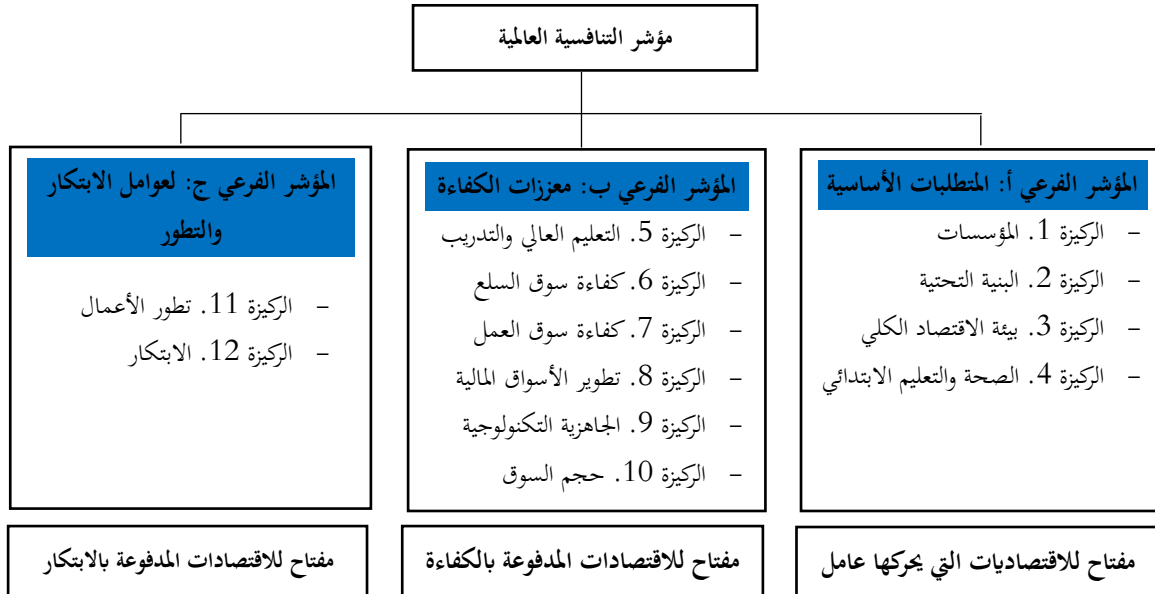 مؤشر التنافسية العالمية
المؤشر الفرعي أ: المتطلبات الأساسية
– الركيزة 1. المؤسسات
– الركيزة 2. البنية التحتية
– الركيزة 3. بيئة الاقتصاد الكلي
– الركيزة 4. الصحة والتعليم الابتدائي
مفتاح للاقتصاديات التي يحركها عامل
المؤشر الفرعي ب: معززات الكفاءة
– الركيزة 5. التعليم العالي والتدريب
– الركيزة 6. كفاءة سوق السلع
– الركيزة 7. كفاءة سوق العمل
– الركيزة 8. تطوير الأسواق المالية
– الركيزة 9. الجاهزية التكنولوجية
– الركيزة 10. حجم السوق
مفتاح للاقتصادات المدفوعة بالكفاءة
المؤشر الفرعي ج: لعوامل الابتكار
والتطور
– الركيزة 11. تطور الأعمال
– الركيزة 12. الابتكار
مفتاح للاقتصادات المدفوعة بالابتكار